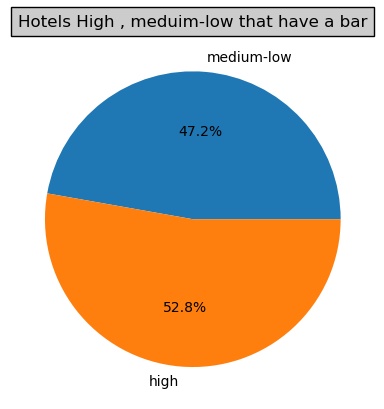 Hotels High , meduim-low that have a bar
medium-low
47.2%
52.8%
high